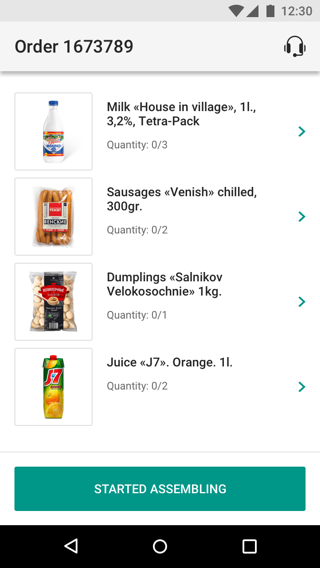 12:30
Order 1673789
Milk «House in village», 1l.,
3,2%, Tetra-Pack
Quantity: 0/3
Sausages «Venish» chilled,
300gr.
Quantity: 0/2
Dumplings «Salnikov
Velokosochnie» 1kg.
Quantity: 0/1
J7
Juice «J7». Orange. 1l.
Quantity: 0/2
STARTED ASSEMBLING